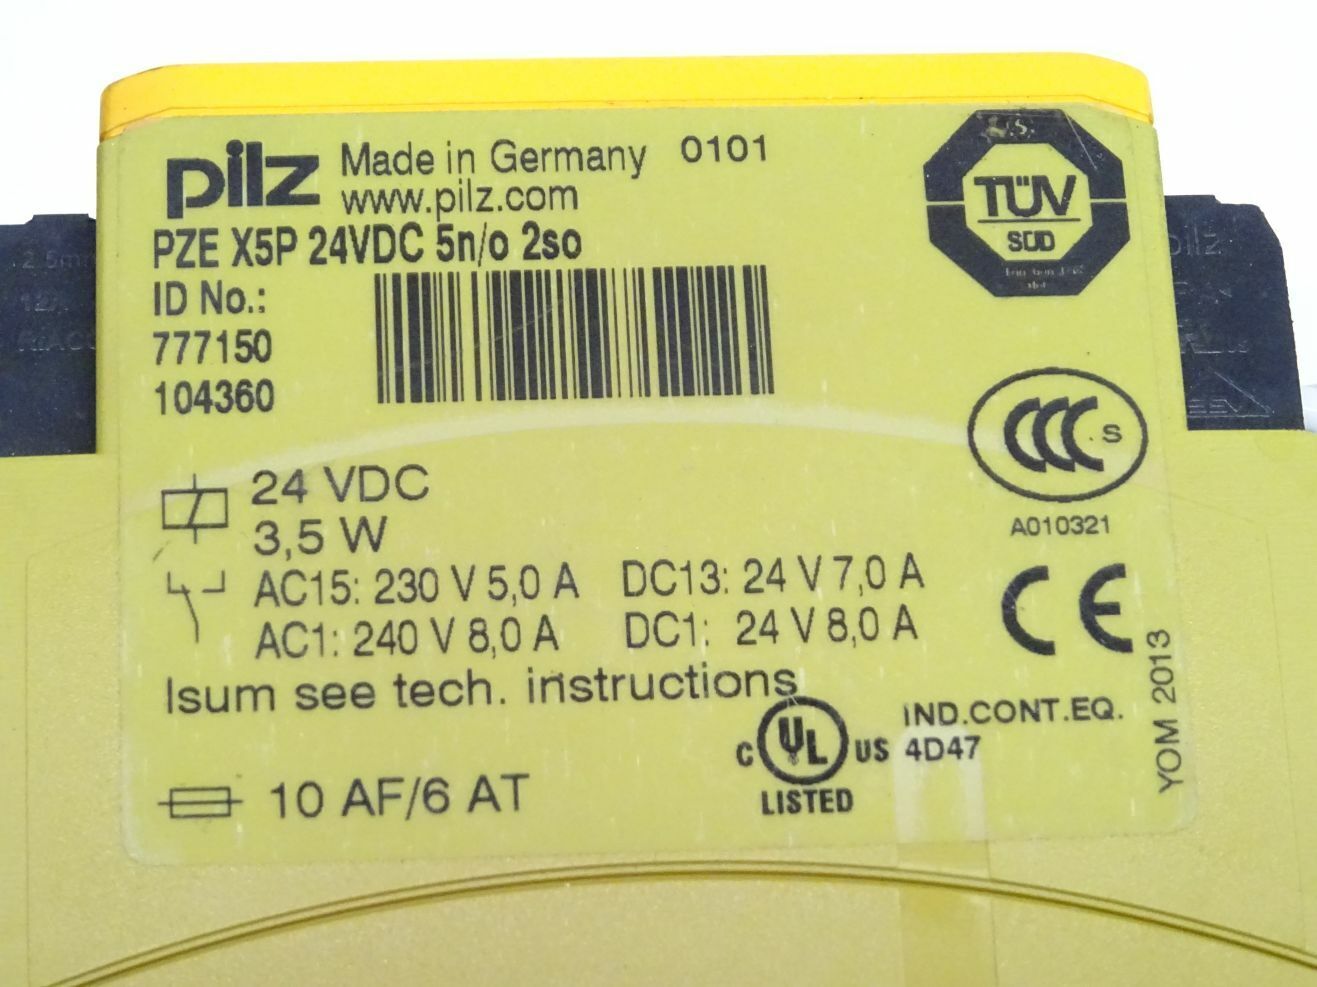 pilz Made in Germany 0101
www.pilz.com
PZE X5P 24VDC 5n/o 2so
ID No.:
777150
104360
24 VDC
3,5 W
AC15: 230 V 5,0 A DC13: 24 V 7,0 A
AC1: 240 V 8,0 A DC1: 24 V 8,0 A
Isum see tech. instructions
10 AF/6 AT
TÜV
SÜD
CCC S
A010321
CE
YOM 2013
C UL US IND.CONT.EQ.
4D47
LISTED
pilz